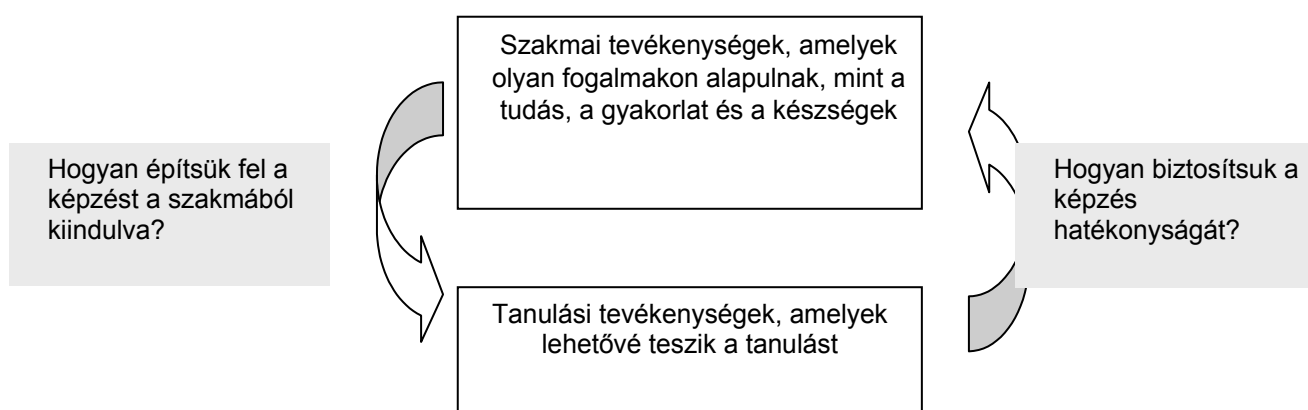 Szakmai tevékenységek, amelyek
olyan fogalmakon alapulnak, mint a
tudás, a gyakorlat és a készségek
Hogyan építsük fel a
képzést a szakmából
kiindulva?
Hogyan biztosítsuk a
képzés
hatékonyságát?
Tanulási tevékenységek, amelyek
lehetővé teszik a tanulást